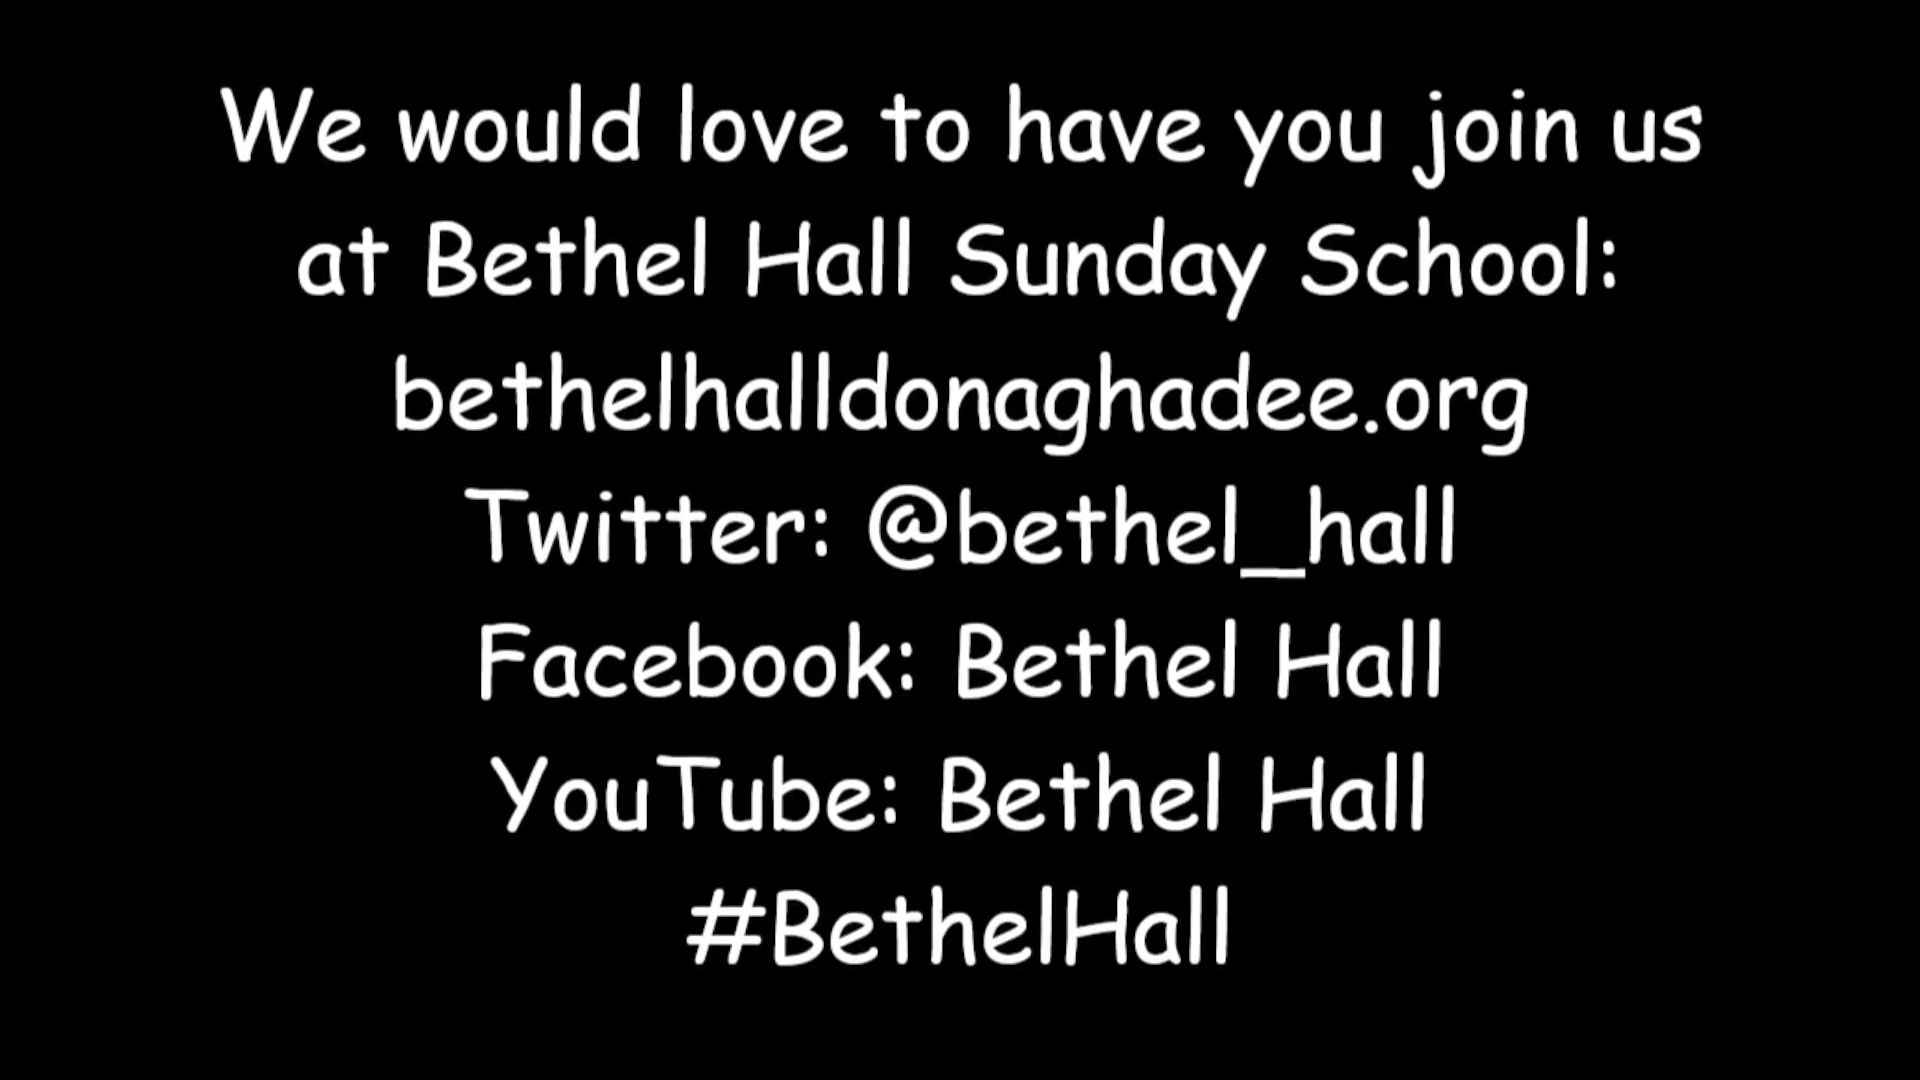 We would love to have you join us
at Bethel Hall Sunday School:
bethelhalldonaghadee.org
Twitter: @bethel_hall
Facebook: Bethel Hall
YouTube: Bethel Hall
#BethelHall